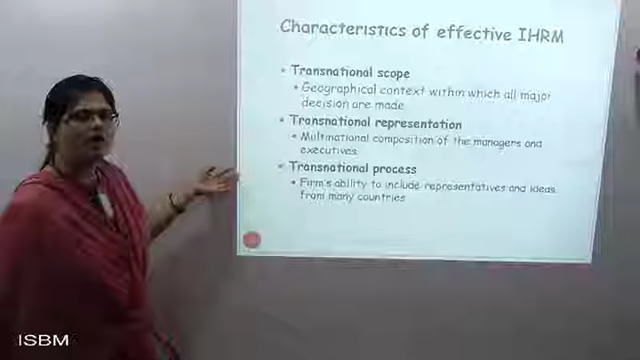 Characteristics of effective IHRM
Transnational scope
Geographical context within which all major
decision are made
Transnational representation
Multinational composition of the managers and
executives.
Transnational process
Firm's ability to include representatives and ideas
from many countries
ISBM